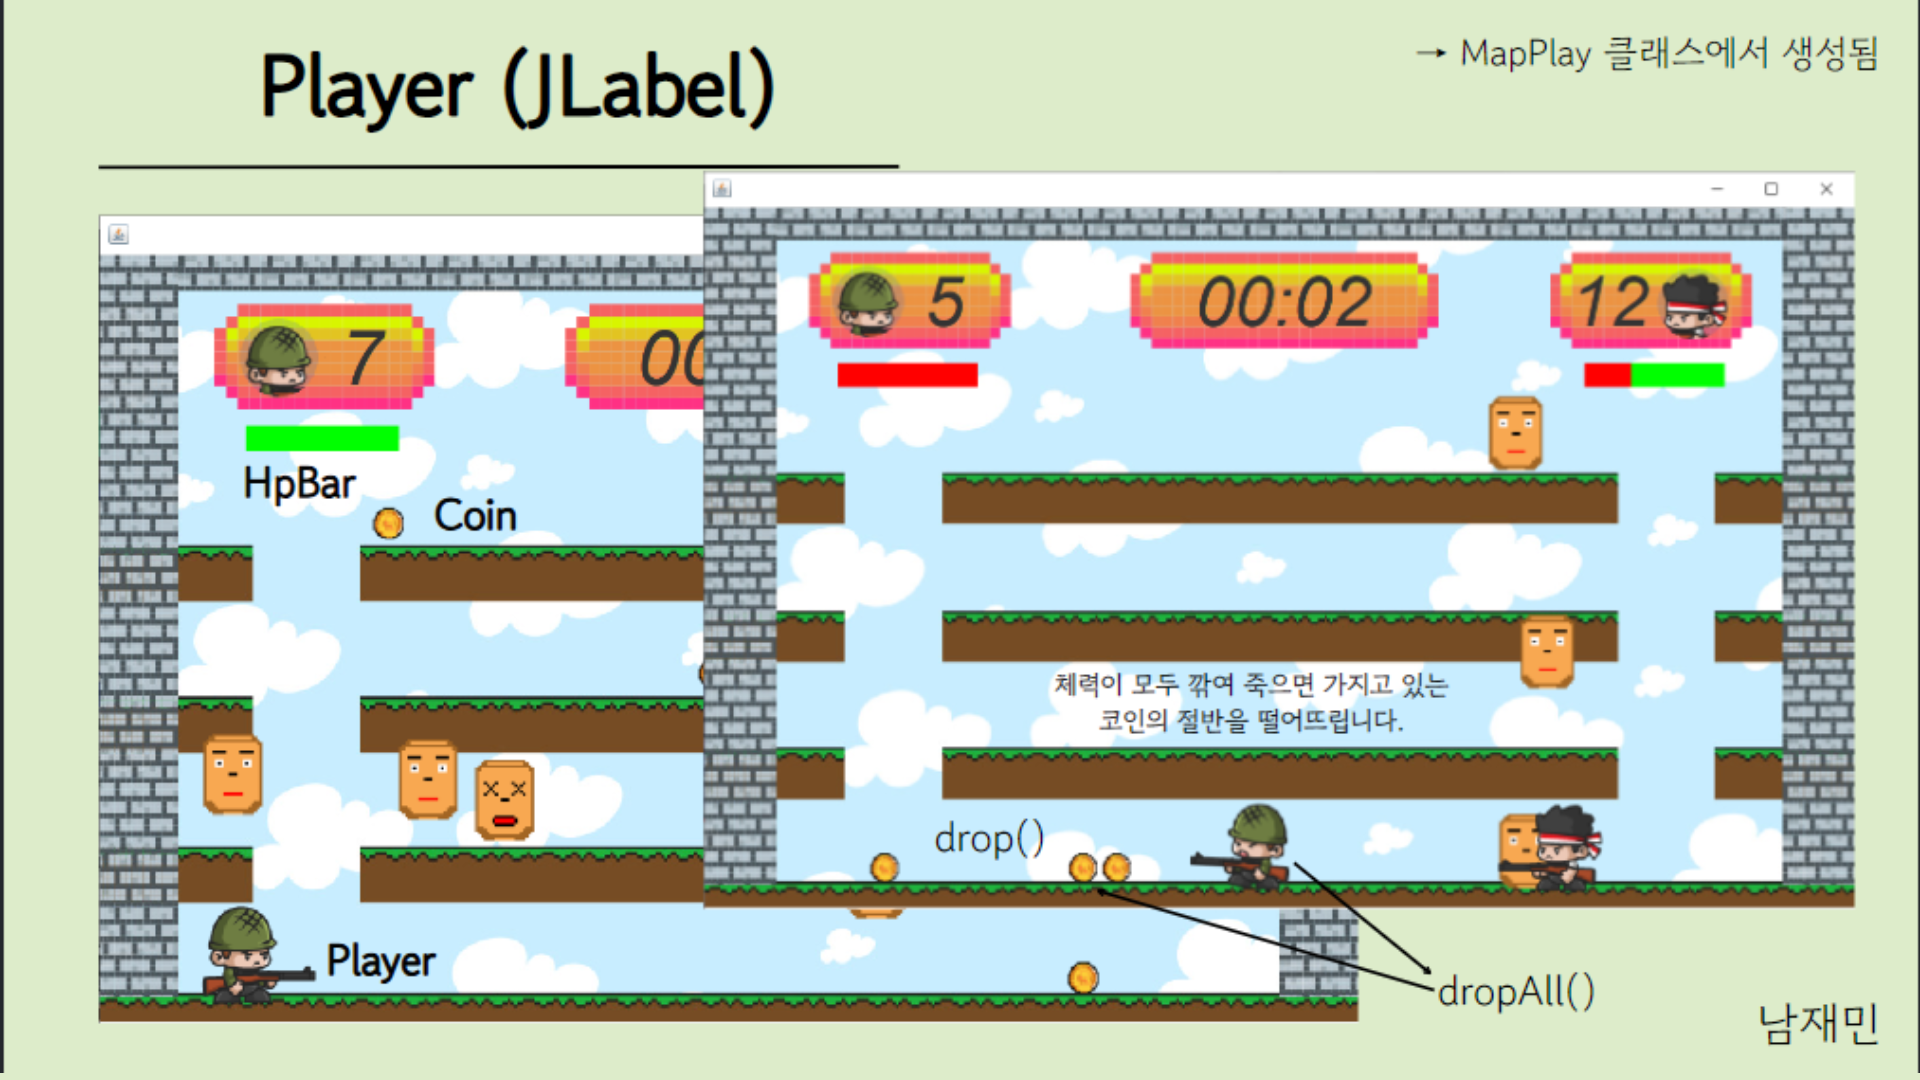 Player (JLabel)
→ MapPlay 클래스에서 생성됨
7
00
HpBar
Coin
Player
5
00:02
12
체력이 모두 깎여 죽으면 가지고 있는
코인의 절반을 떨어뜨립니다.
drop()
dropAll()
남재민